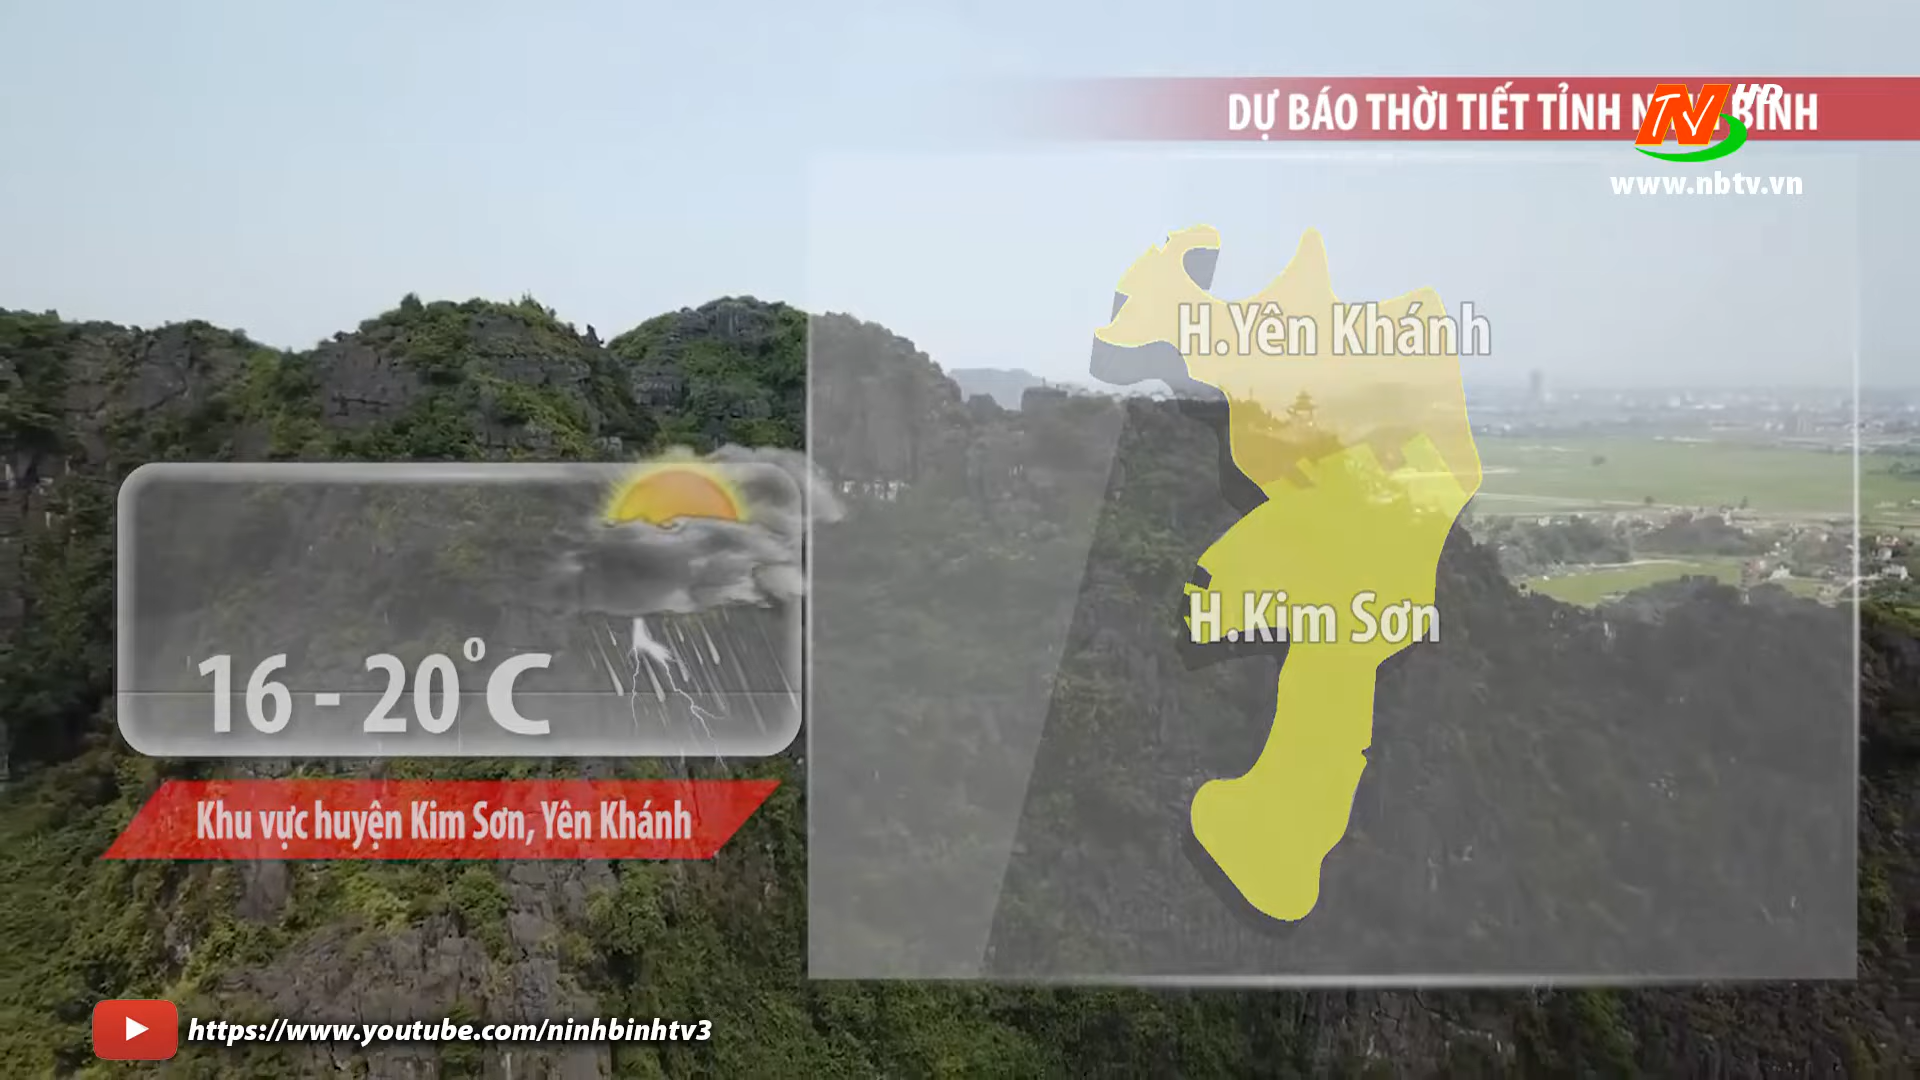 DỰ BÁO THỜI TIẾT TỈNH BÌNH
HD
www.nbtv.vn
H.Yên Khánh
H.Kim Sơn
16 - 20°C
Khu vực huyện Kim Sơn, Yên Khánh
https://www.youtube.com/ninhbinhtv3